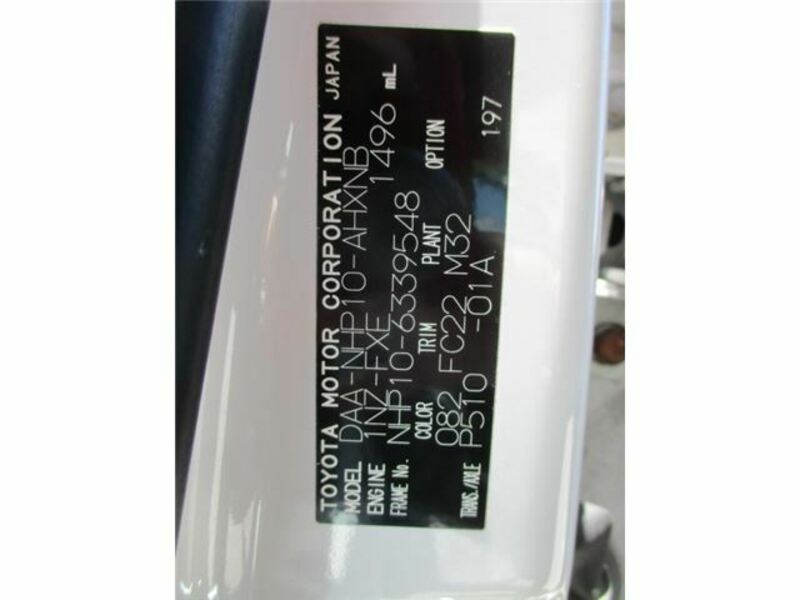 TOYOTA MOTOR CORPORATION JAPAN
MODEL DAA-NHP10-AHXNB
ENGINE 1NZ-FXE 1496 mL
FRAME No. NHP10-6339548
COLOR TRIM PLANT OPTION
082 FC22 M32
TRANS./AXLE P510 -01A 197